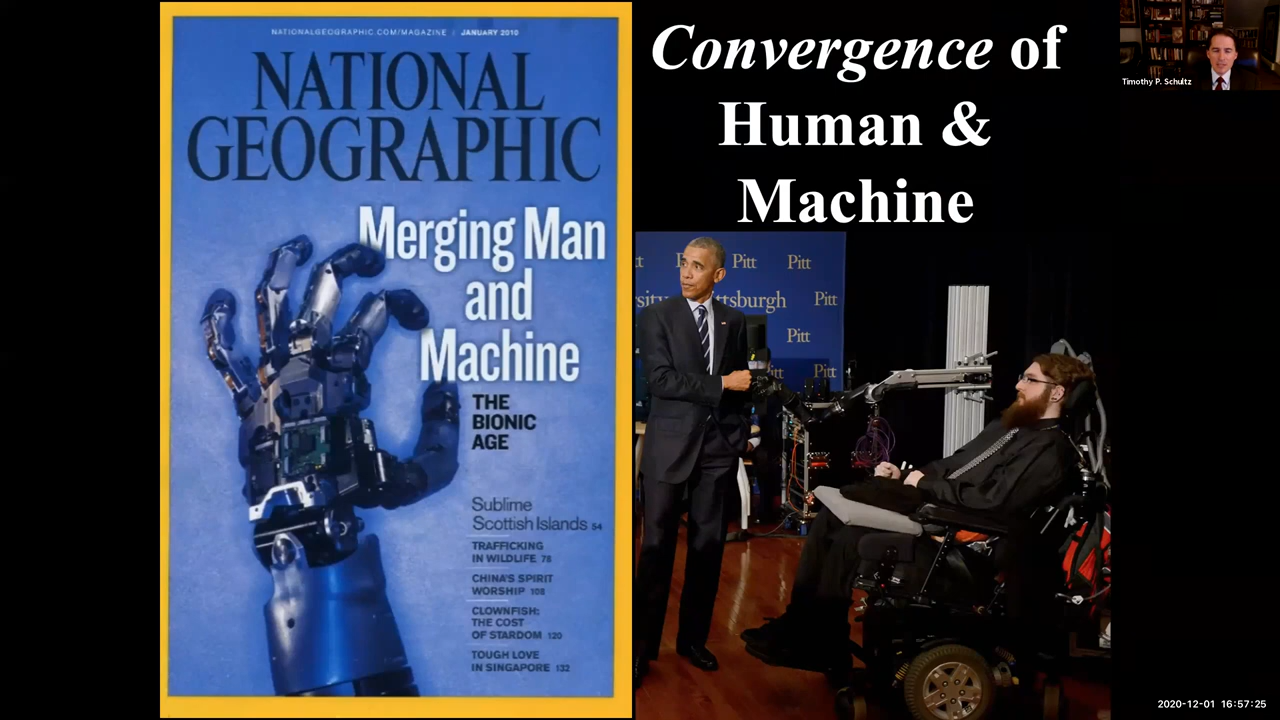 NATIONALGEOGRAPHIC.COM/MAGAZINE | JANUARY 2010
NATIONAL
GEOGRAPHIC
Merging Man
and
Machine
THE
BIONIC
AGE
Sublime
Scottish Islands 54
TRAFFICKING
IN WILDLIFE 78
CHINA'S SPIRIT
WORSHIP 108
CLOWNFISH:
THE COST
OF STARDOM 120
TOUGH LOVE
IN SINGAPORE 132
Convergence of
Human &
Machine
Pitt Pitt
Pitt
Pitt
Pitt
Timothy P. Schultz
2020-12-01 16:57:25